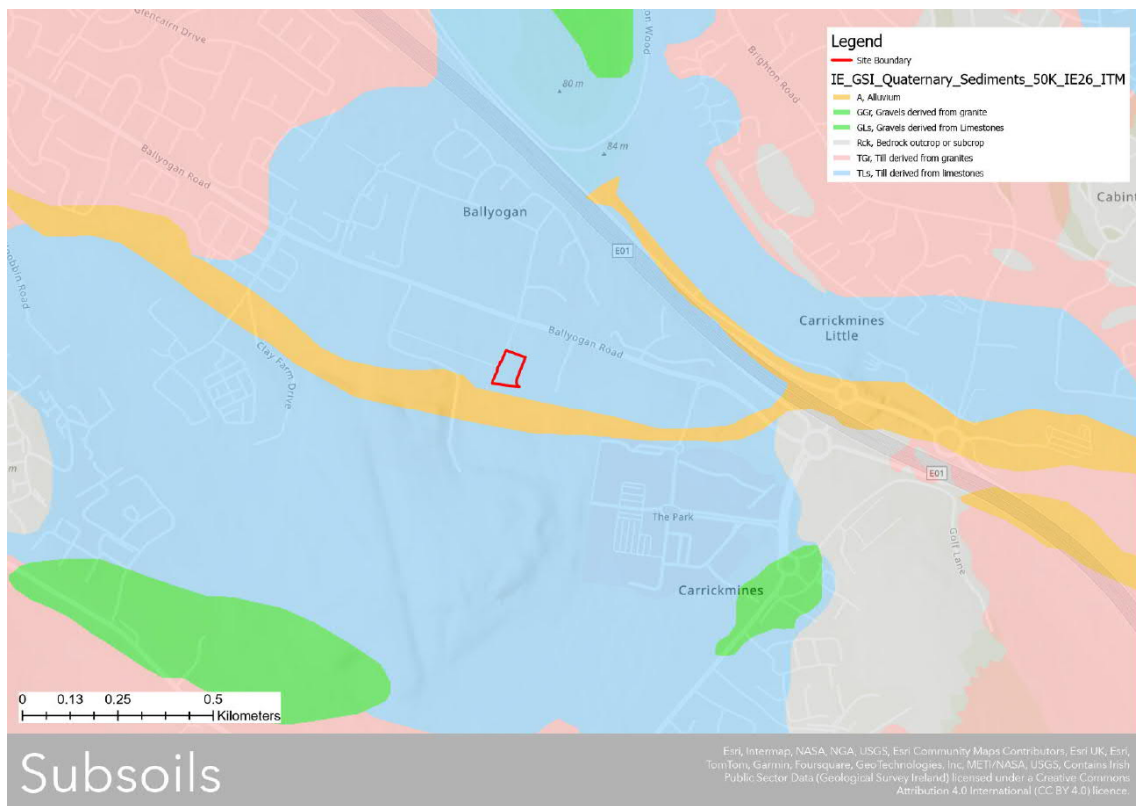 Glencairn Drive
Ballyogan Road
80 m
84 m
Wood
Brighton Road
Legend
Site Boundary
IE_GSI_Quaternary_Sediments_50K_IE26_ITM
A, Alluvium
GGr, Gravels derived from granite
GLs, Gravels derived from Limestones
Rck, Bedrock outcrop or subcrop
TGr, Till derived from granites
TLs, Till derived from limestones
Cabint
Ballyogan
E01
Carrickmines
Little
Ballyogan Road
Clay Farm Drive
Road
m
E01
The Park
Golf Lane
Carrickmines
0 0.13 0.25 0.5
Kilometers
Subsoils
Esri, Intermap, NASA, NGA, USGS, Esri Community Maps Contributors, Esri UK, Esri,
TomTom, Garmin, Foursquare, GeoTechnologies, Inc, METI/NASA, USGS, Contains Irish
Public Sector Data (Geological Survey Ireland) licensed under a Creative Commons
Attribution 4.0 International (CC BY 4.0) licence.